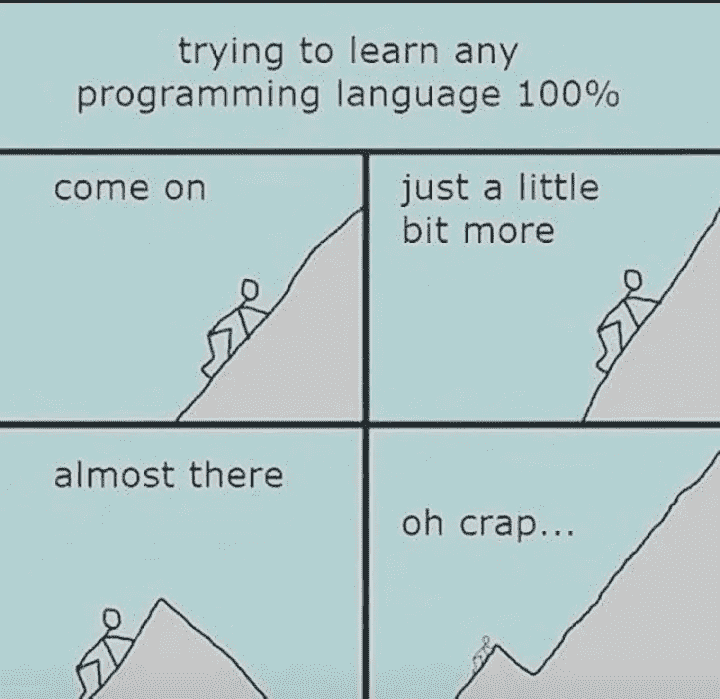 trying to learn any
programming language 100%
come on
just a little
bit more
almost there
oh crap...